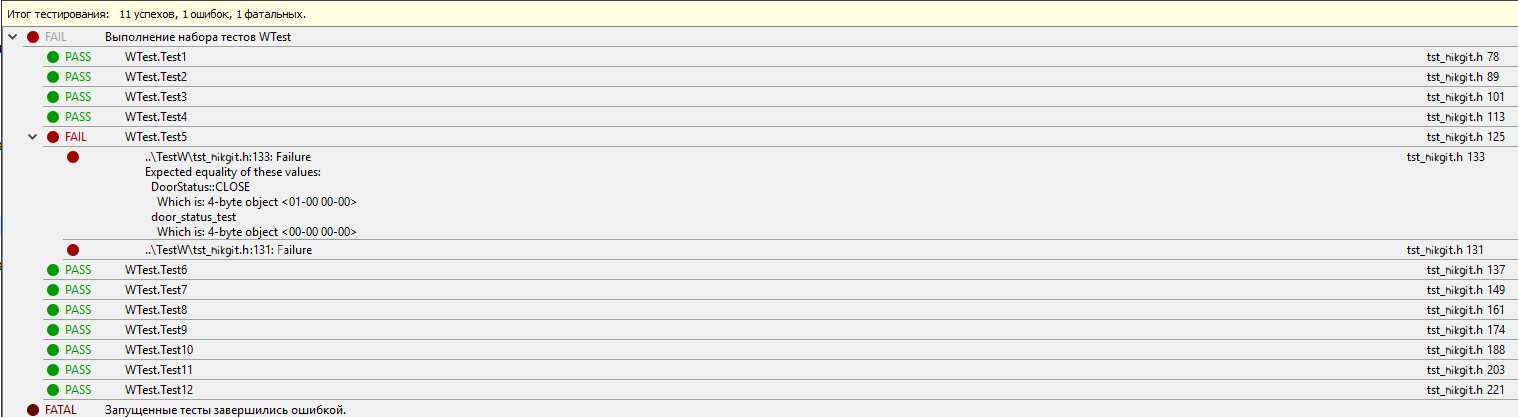 Итог тестирования: 11 успехов, 1 ошибок, 1 фатальных.
FAIL Выполнение набора тестов WTest
PASS WTest.Test1 tst_hikgit.h 78
PASS WTest.Test2 tst_hikgit.h 89
PASS WTest.Test3 tst_hikgit.h 101
PASS WTest.Test4 tst_hikgit.h 113
FAIL WTest.Test5 tst_hikgit.h 125
..\TestW\tst_hikgit.h:133: Failure tst_hikgit.h 133
Expected equality of these values:
DoorStatus::CLOSE
Which is: 4-byte object <01-00 00-00>
door_status_test
Which is: 4-byte object <00-00 00-00>
..\TestW\tst_hikgit.h:131: Failure tst_hikgit.h 131
PASS WTest.Test6 tst_hikgit.h 137
PASS WTest.Test7 tst_hikgit.h 149
PASS WTest.Test8 tst_hikgit.h 161
PASS WTest.Test9 tst_hikgit.h 174
PASS WTest.Test10 tst_hikgit.h 188
PASS WTest.Test11 tst_hikgit.h 203
PASS WTest.Test12 tst_hikgit.h 221
FATAL Запущенные тесты завершились ошибкой.